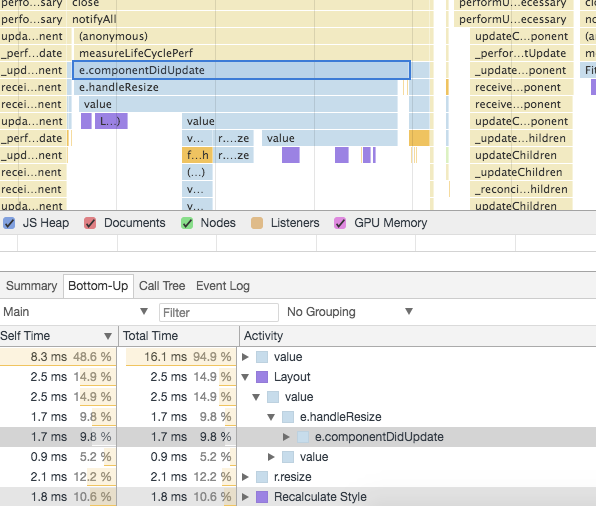 perfo...sary close performU...ecessary
perfo...sary notifyAll performU...ecessary
upda...nent (anonymous) updateC...ponent
_perf...date measureLifeCyclePerf _perfor...tUpdate
_upd...nent e.componentDidUpdate _update...ponent Fit
recei...nent e.handleResize receive...ponent
recei...nent value receive...ponent
upda...nent L...) value updateC...ponent
_perf...date v... r....ze value _update...hildren
_upd...nent f...h r....ze updateChildren
recei...nent (...) _updateChildren
recei...nent v... _reconci...hildren
upda...nent v... updateChildren
JS Heap Documents Nodes Listeners GPU Memory
Summary Bottom-Up Call Tree Event Log
Main Filter No Grouping
Self Time Total Time Activity
8.3 ms 48.6 % 16.1 ms 94.9 % value
2.5 ms 14.9 % 2.5 ms 14.9 % Layout
2.5 ms 14.9 % 2.5 ms 14.9 % value
1.7 ms 9.8 % 1.7 ms 9.8 % e.handleResize
1.7 ms 9.8 % 1.7 ms 9.8 % e.componentDidUpdate
0.9 ms 5.2 % 0.9 ms 5.2 % value
2.1 ms 12.2 % 2.1 ms 12.2 % r.resize
1.8 ms 10.6 % 1.8 ms 10.6 % Recalculate Style